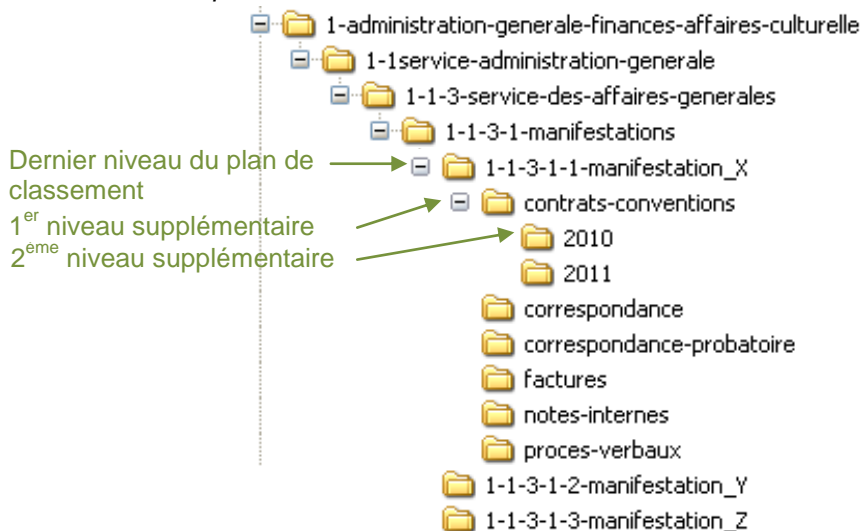 1-administration-generale-finances-affaires-culturelle
1-1service-administration-generale
1-1-3-service-des-affaires-generales
1-1-3-1-manifestations
Dernier niveau du plan de
classement
1-1-3-1-1-manifestation_X
1er niveau supplémentaire
contrats-conventions
2ème niveau supplémentaire
2010
2011
correspondance
correspondance-probatoire
factures
notes-internes
proces-verbaux
1-1-3-1-2-manifestation_Y
1-1-3-1-3-manifestation_Z